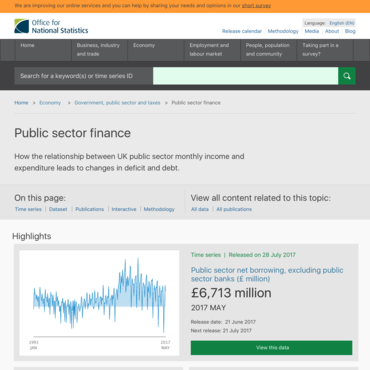 We are improving our online services and you can help by sharing your needs and opinions in our short survey
Office for
National Statistics
Language: English (EN)
Release calendar Methodology Media About Blog
Home Business, industry and trade Economy Employment and labour market People, population and community Taking part in a survey?
Search for a keyword(s) or time series ID
Home > Economy > Government, public sector and taxes > Public sector finance
Public sector finance
How the relationship between UK public sector monthly income and
expenditure leads to changes in deficit and debt.
On this page:
Time series | Dataset | Publications | Interactive | Methodology
View all content related to this topic:
All data | All publications
Highlights
1993
JAN
2017
MAY
Time series | Released on 28 July 2017
Public sector net borrowing, excluding public
sector banks (£ million)
£6,713 million
2017 MAY
Release date: 21 June 2017
Next release: 21 July 2017
View this data